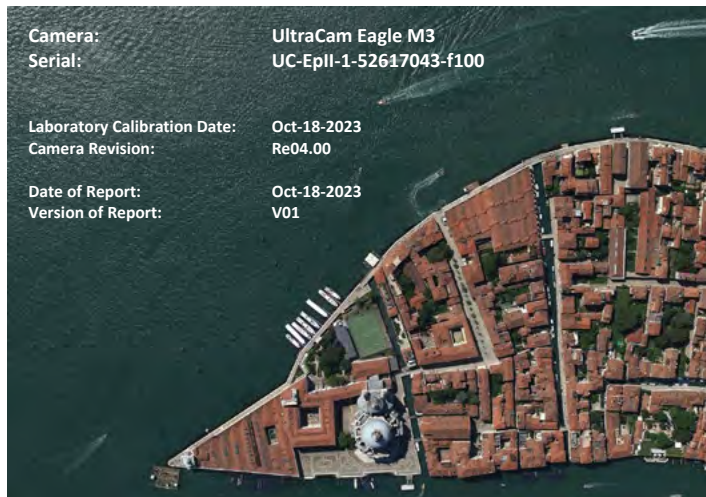 Camera: UltraCam Eagle M3
Serial: UC-EpII-1-52617043-f100
Laboratory Calibration Date: Oct-18-2023
Camera Revision: Re04.00
Date of Report: Oct-18-2023
Version of Report: V01